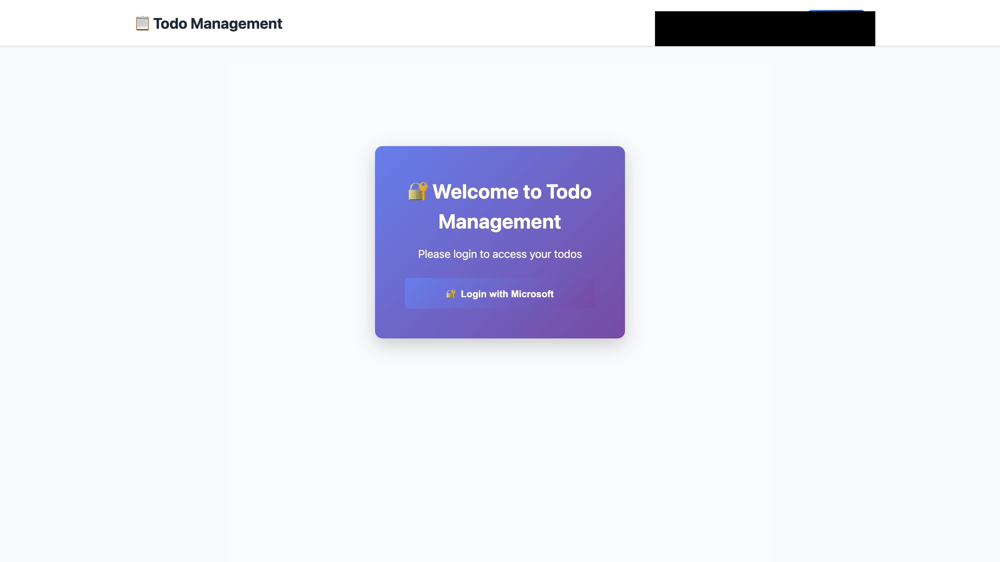 Todo Management
Welcome to Todo
Management
Please login to access your todos
Login with Microsoft